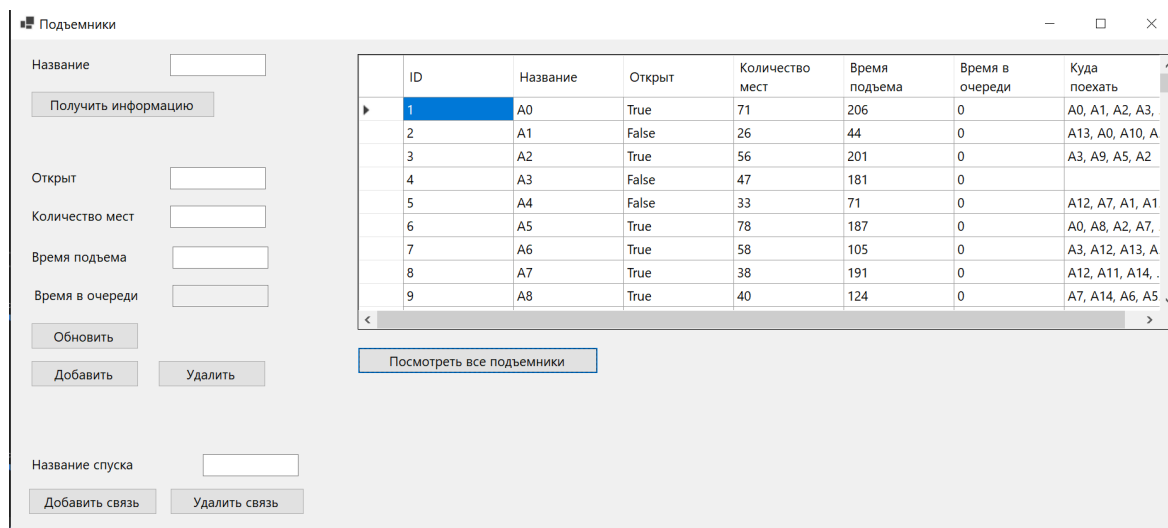 Подъемники
Название
Получить информацию
Открыт
Количество мест
Время подъема
Время в очереди
Обновить
Добавить Удалить
Название спуска
Добавить связь Удалить связь
ID Название Открыт Количество мест Время подъема Время в очереди Куда поехать
1 A0 True 71 206 0 A0, A1, A2, A3,
2 A1 False 26 44 0 A13, A0, A10, A
3 A2 True 56 201 0 A3, A9, A5, A2
4 A3 False 47 181 0
5 A4 False 33 71 0 A12, A7, A1, A1
6 A5 True 78 187 0 A0, A8, A2, A7, .
7 A6 True 58 105 0 A3, A12, A13, A
8 A7 True 38 191 0 A12, A11, A14, .
9 A8 True 40 124 0 A7, A14, A6, A5
Посмотреть все подъемники